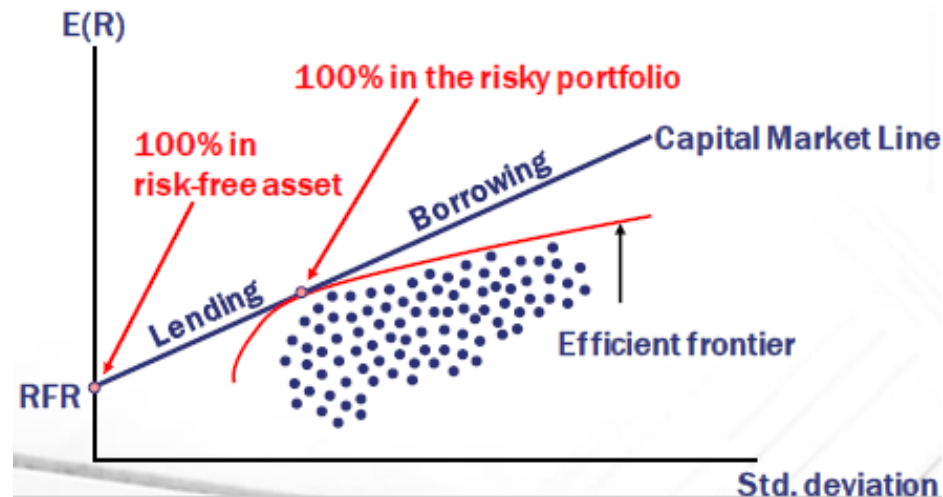 E(R)
100% in the risky portfolio
100% in
risk-free asset
Capital Market Line
Borrowing
Lending
Efficient frontier
RFR
Std. deviation